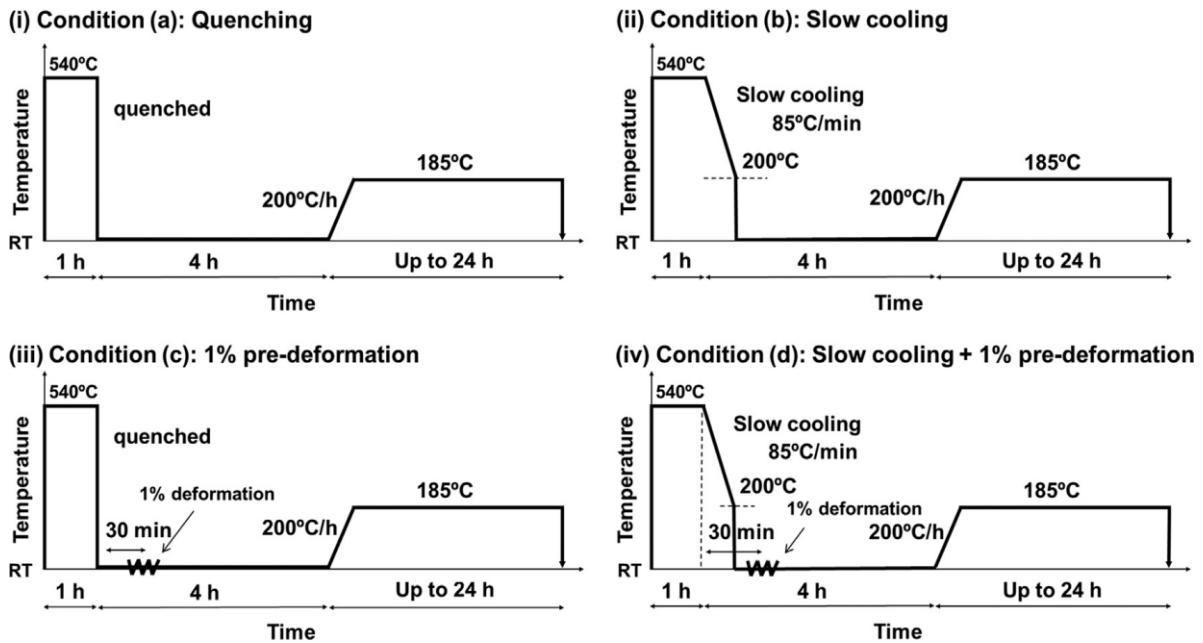 (i) Condition (a): Quenching
Temperature
540ºC
quenched
185ºC
200ºC/h
RT
1 h
4 h
Up to 24 h
Time
(ii) Condition (b): Slow cooling
Temperature
540ºC
Slow cooling
85ºC/min
200ºC
185ºC
200ºC/h
RT
1 h
4 h
Up to 24 h
Time
(iii) Condition (c): 1% pre-deformation
Temperature
540ºC
quenched
1% deformation
30 min
185ºC
200ºC/h
RT
1 h
4 h
Up to 24 h
Time
(iv) Condition (d): Slow cooling + 1% pre-deformation
Temperature
540ºC
Slow cooling
85ºC/min
200ºC
1% deformation
30 min
185ºC
200ºC/h
RT
1 h
4 h
Up to 24 h
Time